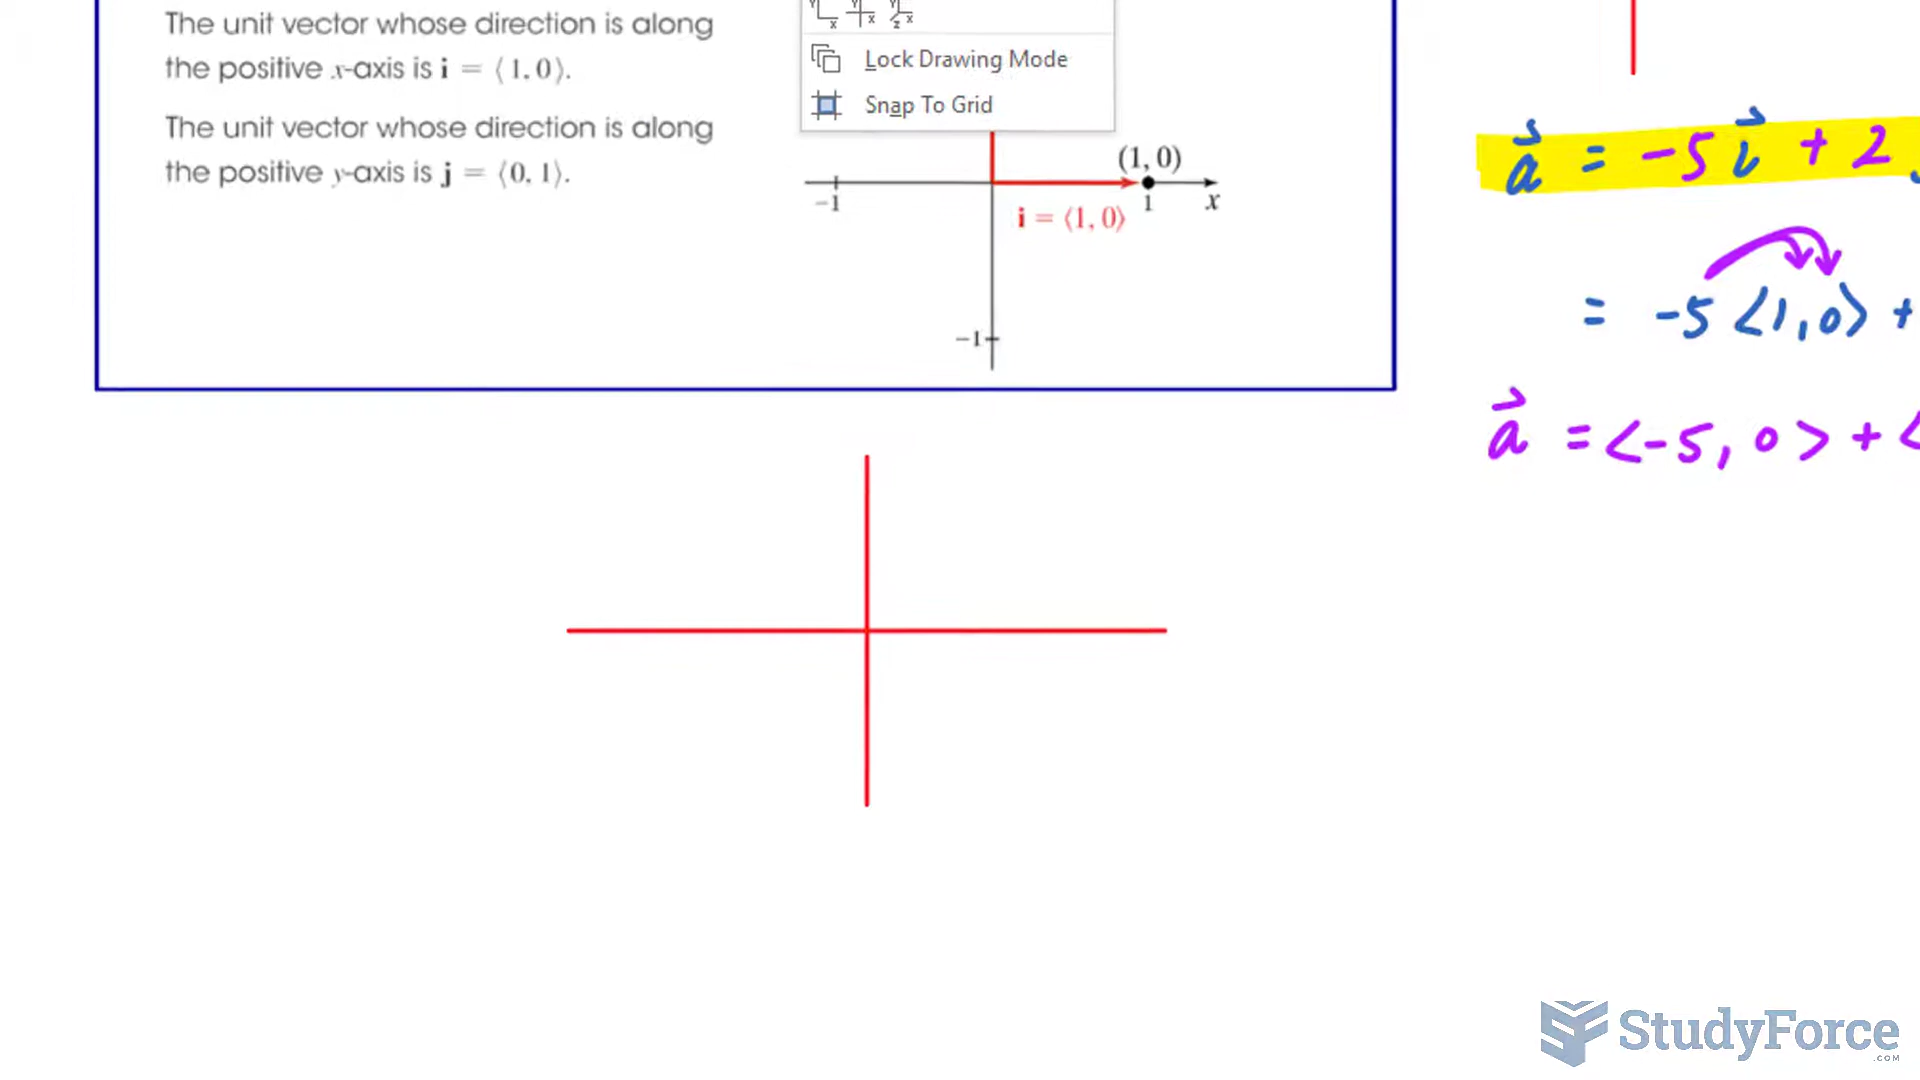 The unit vector whose direction is along
the positive x-axis is i = ⟨1, 0⟩.
The unit vector whose direction is along
the positive y-axis is j = ⟨0, 1⟩.
Y X Y X Y Z X
Lock Drawing Mode
Snap To Grid
(1, 0)
−1
1
x
i = ⟨1, 0⟩
−1
a⃗ = -5 i⃗ + 2
= -5 ⟨1, 0⟩ +
a⃗ = <-5, 0> + <
StudyForce
.COM